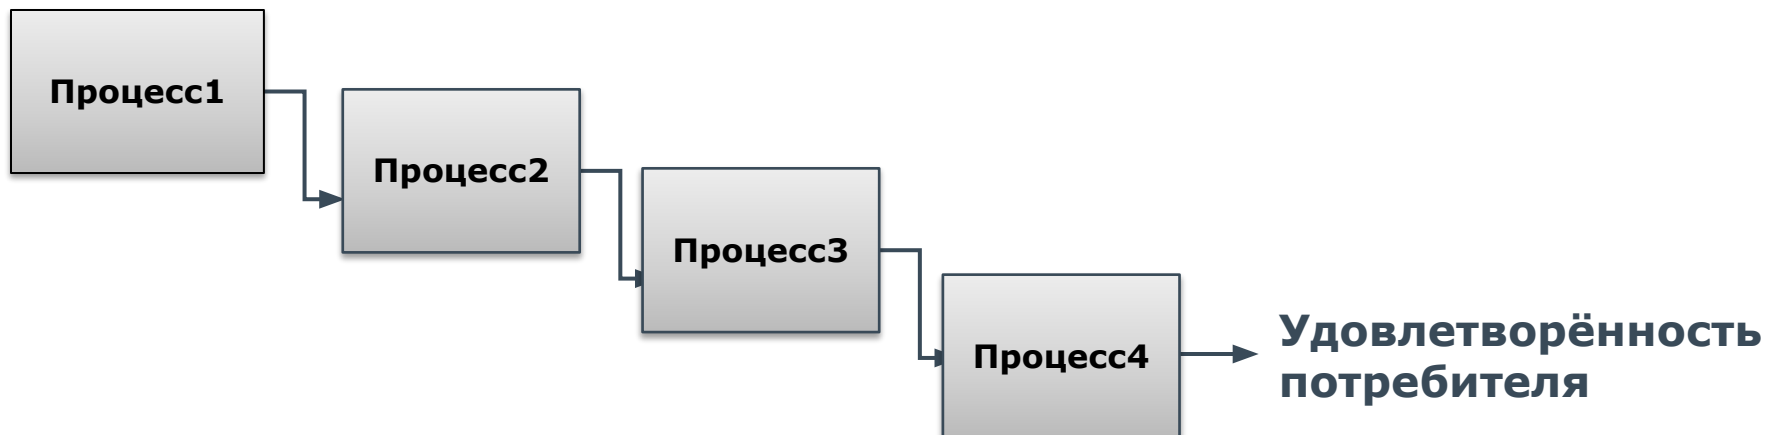 Процесс1
Процесс2
Процесс3
Процесс4
Удовлетворённость
потребителя